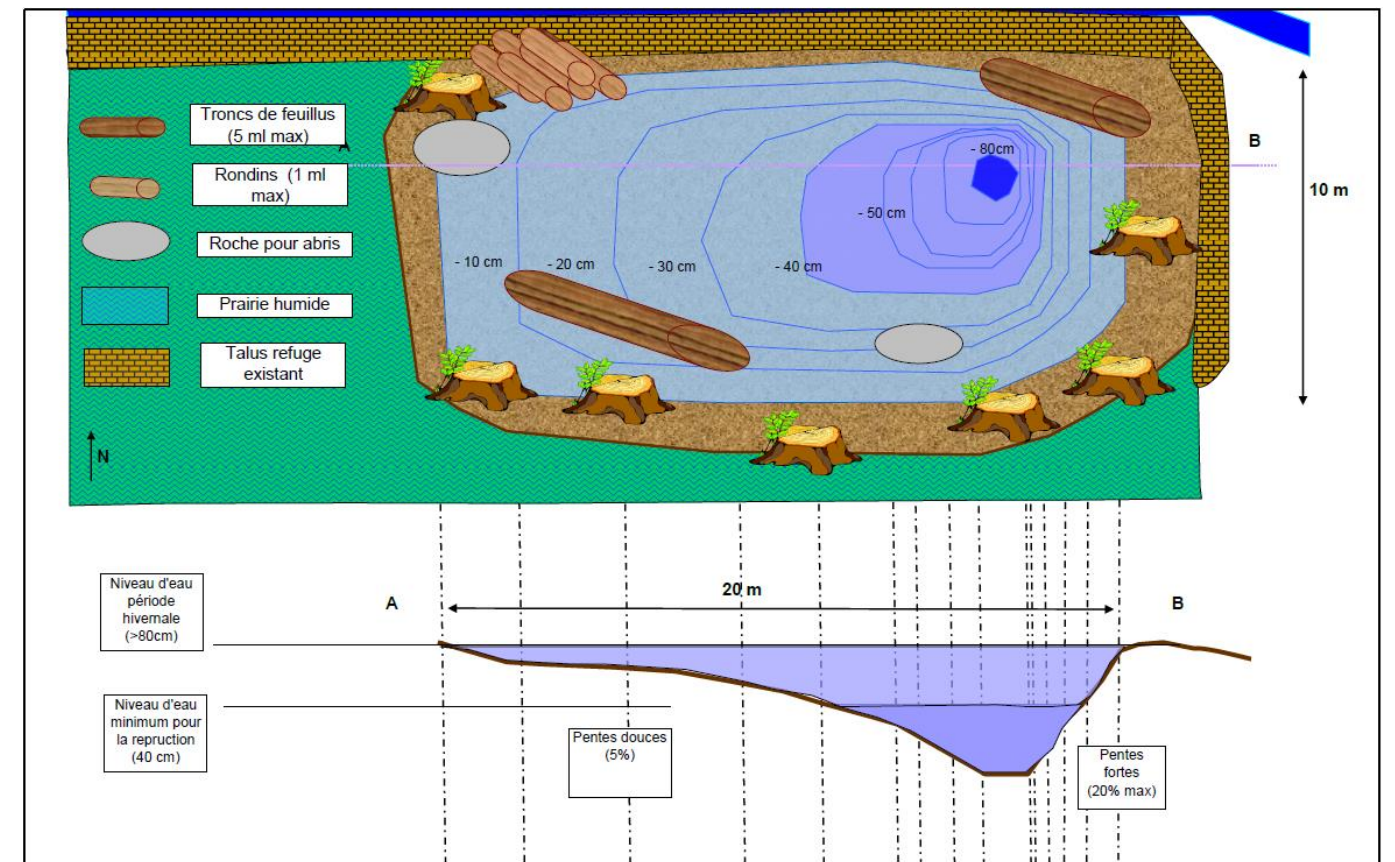 Troncs de feuillus
(5 ml max)
A
Rondins (1 ml
max)
Roche pour abris
Prairie humide
Talus refuge
existant
N
- 80cm
- 50 cm
- 10 cm
- 20 cm
- 30 cm
- 40 cm
B
10 m
Niveau d'eau
période
hivernale
(>80cm)
A
20 m
B
Niveau d'eau
minimum pour
la repruction
(40 cm)
Pentes douces
(5%)
Pentes
fortes
(20% max)